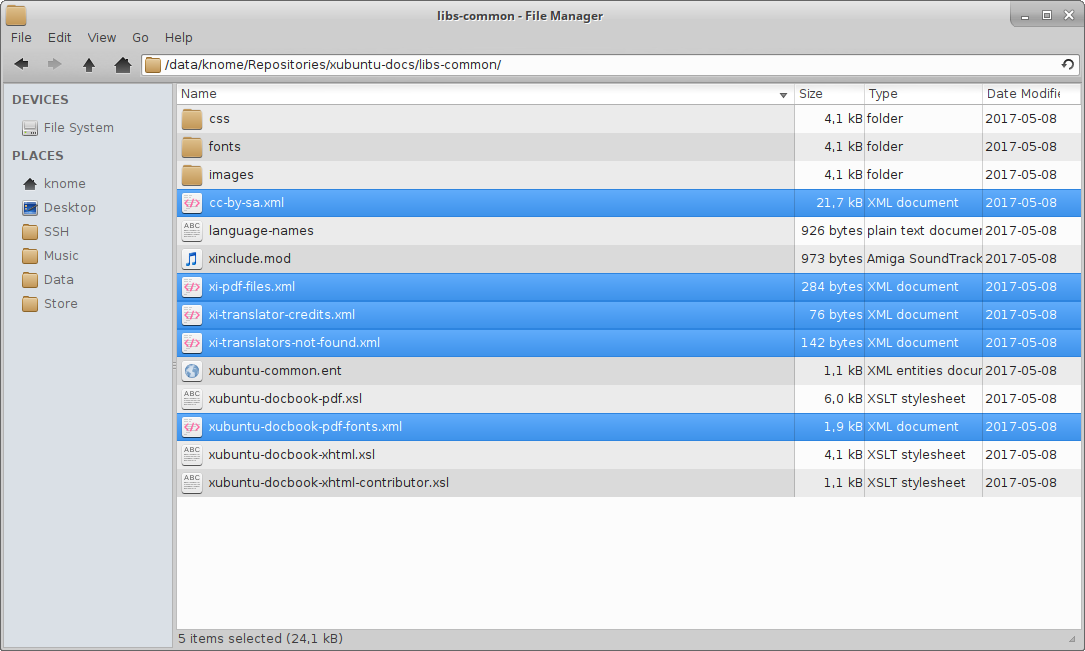 libs-common - File Manager
File Edit View Go Help
/data/knome/Repositories/xubuntu-docs/libs-common/
DEVICES
File System
PLACES
knome
Desktop
SSH
Music
Data
Store
Name Size Type Date Modifie
css 4,1 kB folder 2017-05-08
fonts 4,1 kB folder 2017-05-08
images 4,1 kB folder 2017-05-08
cc-by-sa.xml 21,7 kB XML document 2017-05-08
ABC language-names 926 bytes plain text documen 2017-05-08
xinclude.mod 973 bytes Amiga SoundTrack 2017-05-08
xi-pdf-files.xml 284 bytes XML document 2017-05-08
xi-translator-credits.xml 76 bytes XML document 2017-05-08
xi-translators-not-found.xml 142 bytes XML document 2017-05-08
xubuntu-common.ent 1,1 kB XML entities docur 2017-05-08
ABC xubuntu-docbook-pdf.xsl 6,0 kB XSLT stylesheet 2017-05-08
xubuntu-docbook-pdf-fonts.xml 1,9 kB XML document 2017-05-08
ABC xubuntu-docbook-xhtml.xsl 4,1 kB XSLT stylesheet 2017-05-08
ABC xubuntu-docbook-xhtml-contributor.xsl 1,1 kB XSLT stylesheet 2017-05-08
5 items selected (24,1 kB)